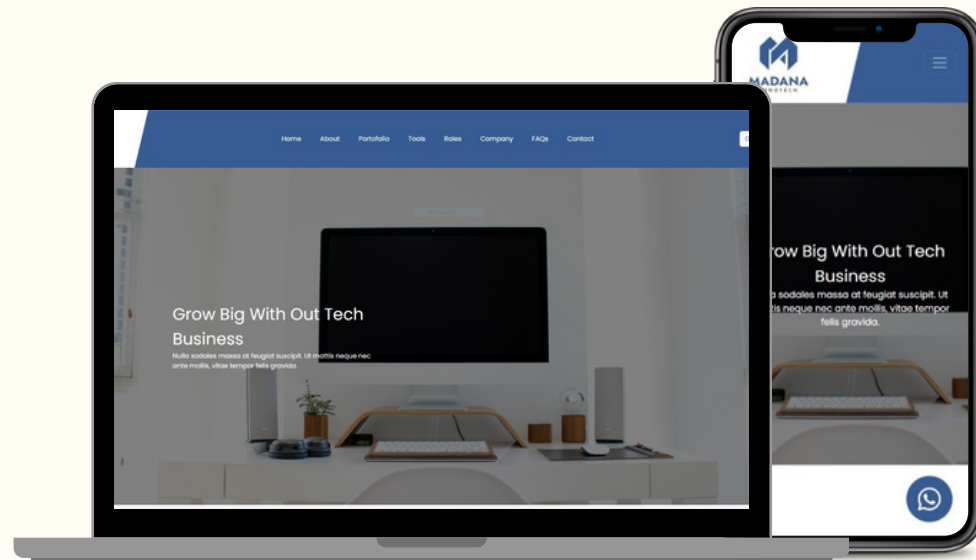 Home About Portofolio Tools Roles Company FAQs Contact
Grow Big With Out Tech
Business
Nulla sodales massa at feugiat suscipit. Ut mattis neque nec
ante mollis, vitae tempor felis gravida.
MADANA
Big With Out Tech
Business
sodales massa at feugiat suscipit. Ut
neque nec ante mollis, vitae tempor
felis gravida.